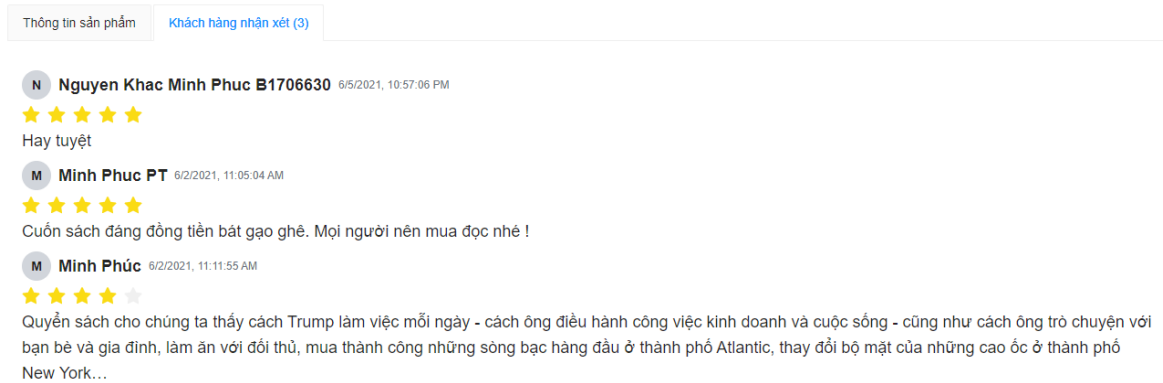 Thông tin sản phẩm
Khách hàng nhận xét (3)
N
Nguyen Khac Minh Phuc B1706630 6/5/2021, 10:57:06 PM
Hay tuyệt
M
Minh Phuc PT 6/2/2021, 11:05:04 AM
Cuốn sách đáng đồng tiền bát gạo ghê. Mọi người nên mua đọc nhé !
M
Minh Phúc 6/2/2021, 11:11:55 AM
Quyển sách cho chúng ta thấy cách Trump làm việc mỗi ngày - cách ông điều hành công việc kinh doanh và cuộc sống - cũng như cách ông trò chuyện với
bạn bè và gia đình, làm ăn với đối thủ, mua thành công những sòng bạc hàng đầu ở thành phố Atlantic, thay đổi bộ mặt của những cao ốc ở thành phố
New York…